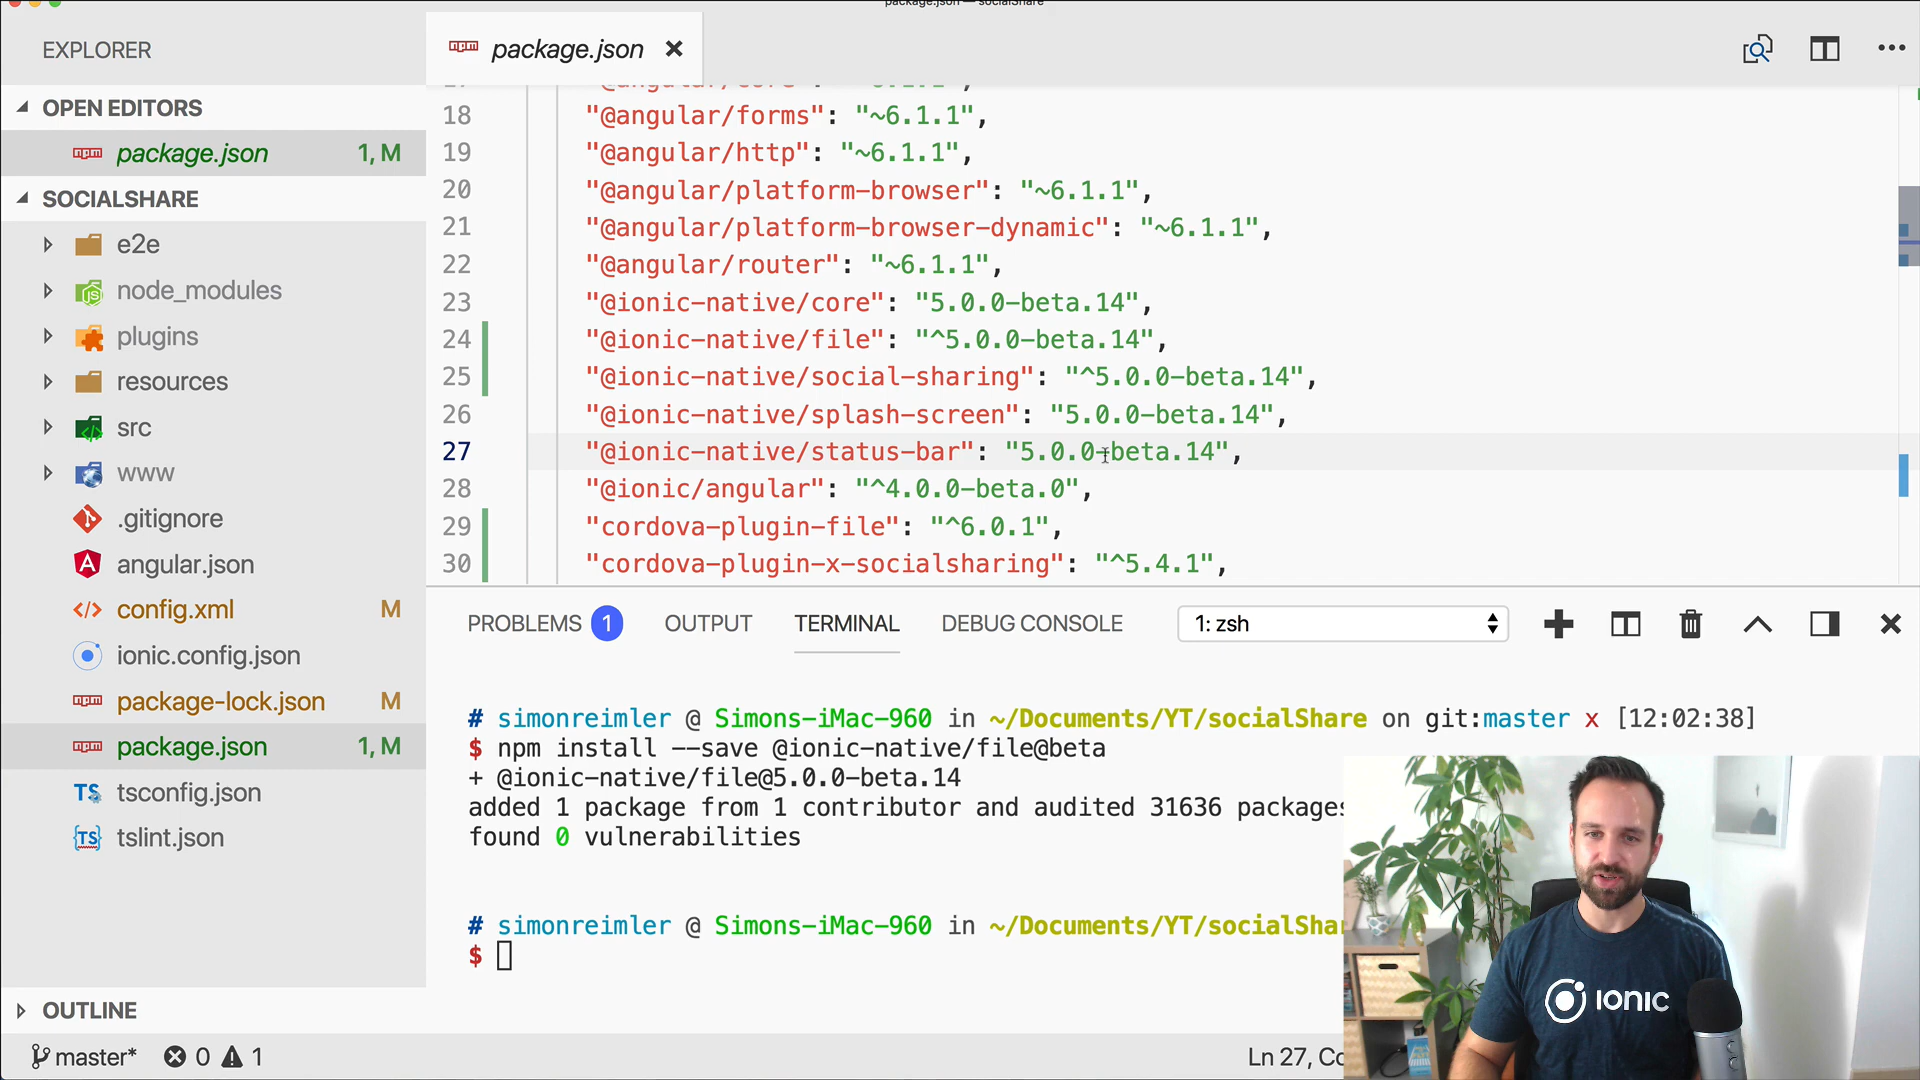 package.json — socialShare
EXPLORER
OPEN EDITORS
package.json 1, M
SOCIALSHARE
e2e
node_modules
plugins
resources
src
www
.gitignore
angular.json
config.xml M
ionic.config.json
package-lock.json M
package.json 1, M
tsconfig.json
tslint.json
OUTLINE
master* 0 1
package.json
18 "@angular/forms": "~6.1.1",
19 "@angular/http": "~6.1.1",
20 "@angular/platform-browser": "~6.1.1",
21 "@angular/platform-browser-dynamic": "~6.1.1",
22 "@angular/router": "~6.1.1",
23 "@ionic-native/core": "5.0.0-beta.14",
24 "@ionic-native/file": "^5.0.0-beta.14",
25 "@ionic-native/social-sharing": "^5.0.0-beta.14",
26 "@ionic-native/splash-screen": "5.0.0-beta.14",
27 "@ionic-native/status-bar": "5.0.0-beta.14",
28 "@ionic/angular": "^4.0.0-beta.0",
29 "cordova-plugin-file": "^6.0.1",
30 "cordova-plugin-x-socialsharing": "^5.4.1",
PROBLEMS 1 OUTPUT TERMINAL DEBUG CONSOLE 1: zsh
# simonreimler @ Simons-iMac-960 in ~/Documents/YT/socialShare on git:master x [12:02:38]
$ npm install --save @ionic-native/file@beta
+ @ionic-native/file@5.0.0-beta.14
added 1 package from 1 contributor and audited 31636 packages
found 0 vulnerabilities
# simonreimler @ Simons-iMac-960 in ~/Documents/YT/socialShar
$
Ln 27, Co
ionic